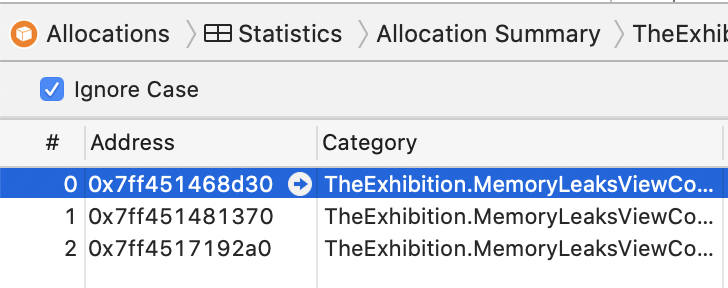 Allocations Statistics Allocation Summary TheExhib
Ignore Case
# Address Category
0 0x7ff451468d30 TheExhibition.MemoryLeaksViewCo...
1 0x7ff451481370 TheExhibition.MemoryLeaksViewCo...
2 0x7ff4517192a0 TheExhibition.MemoryLeaksViewCo...